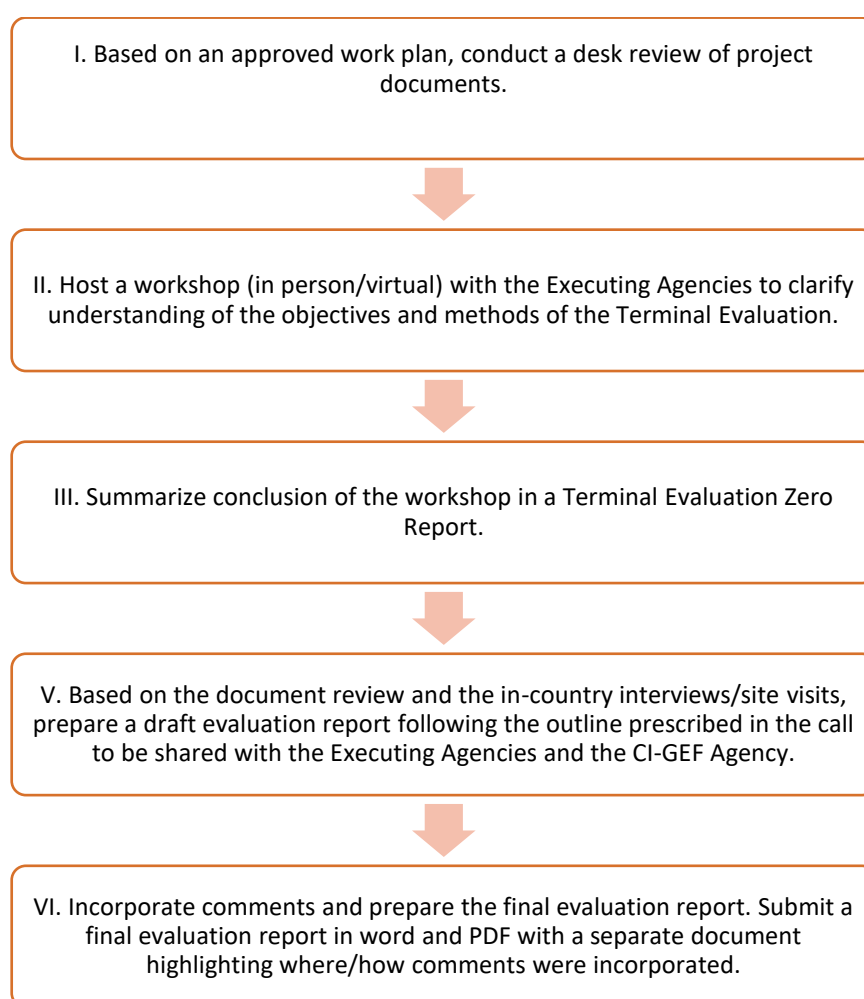 I. Based on an approved work plan, conduct a desk review of project
documents.
II. Host a workshop (in person/virtual) with the Executing Agencies to clarify
understanding of the objectives and methods of the Terminal Evaluation.
III. Summarize conclusion of the workshop in a Terminal Evaluation Zero
Report.
V. Based on the document review and the in-country interviews/site visits,
prepare a draft evaluation report following the outline prescribed in the call
to be shared with the Executing Agencies and the CI-GEF Agency.
VI. Incorporate comments and prepare the final evaluation report. Submit a
final evaluation report in word and PDF with a separate document
highlighting where/how comments were incorporated.